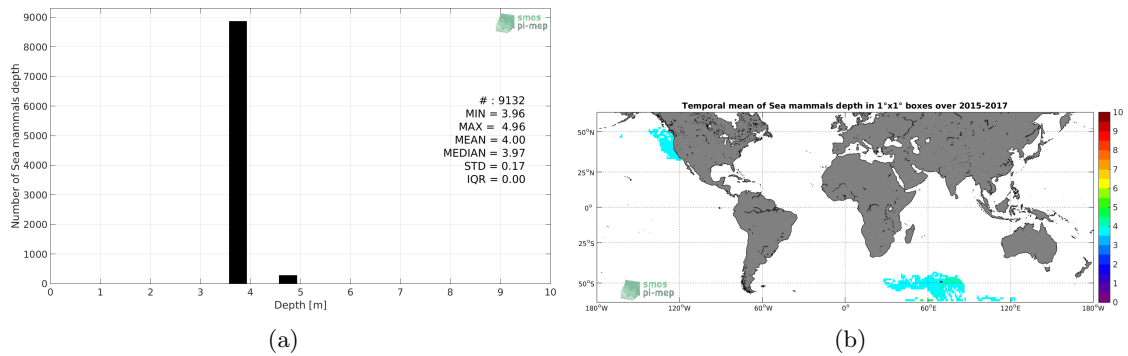 9000
8000
7000
6000
5000
4000
3000
2000
1000
0
Number of Sea mammals depth
smos
pi-mep
# : 9132
MIN = 3.96
MAX = 4.96
MEAN = 4.00
MEDIAN = 3.97
STD = 0.17
IQR = 0.00
0 1 2 3 4 5 6 7 8 9 10
Depth [m]
(a)
Temporal mean of Sea mammals depth in 1°x1° boxes over 2015-2017
50°N
25°N
0°
25°S
50°S
smos
pi-mep
180°W 120°W 60°W 0° 60°E 120°E 180°W
10
9
8
7
6
5
4
3
2
1
0
(b)